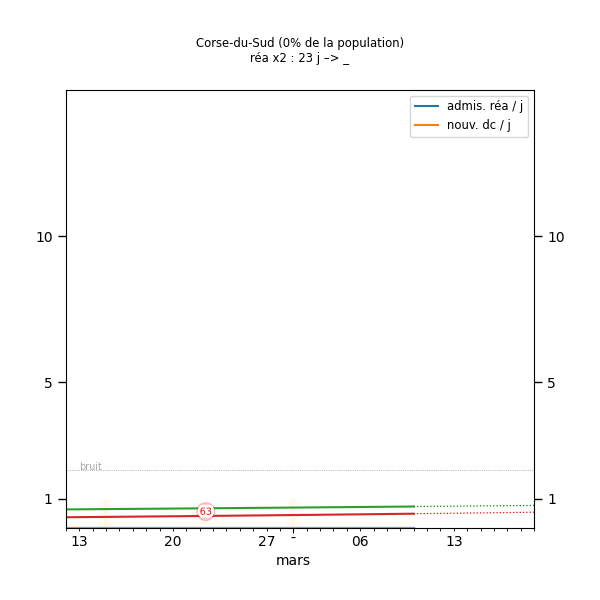 Corse-du-Sud (0% de la population)
réa x2 : 23 j –> _
admis. réa / j
nouv. dc / j
10 10
5 5
bruit
1 1
63
13 20 27 - 06 13
mars